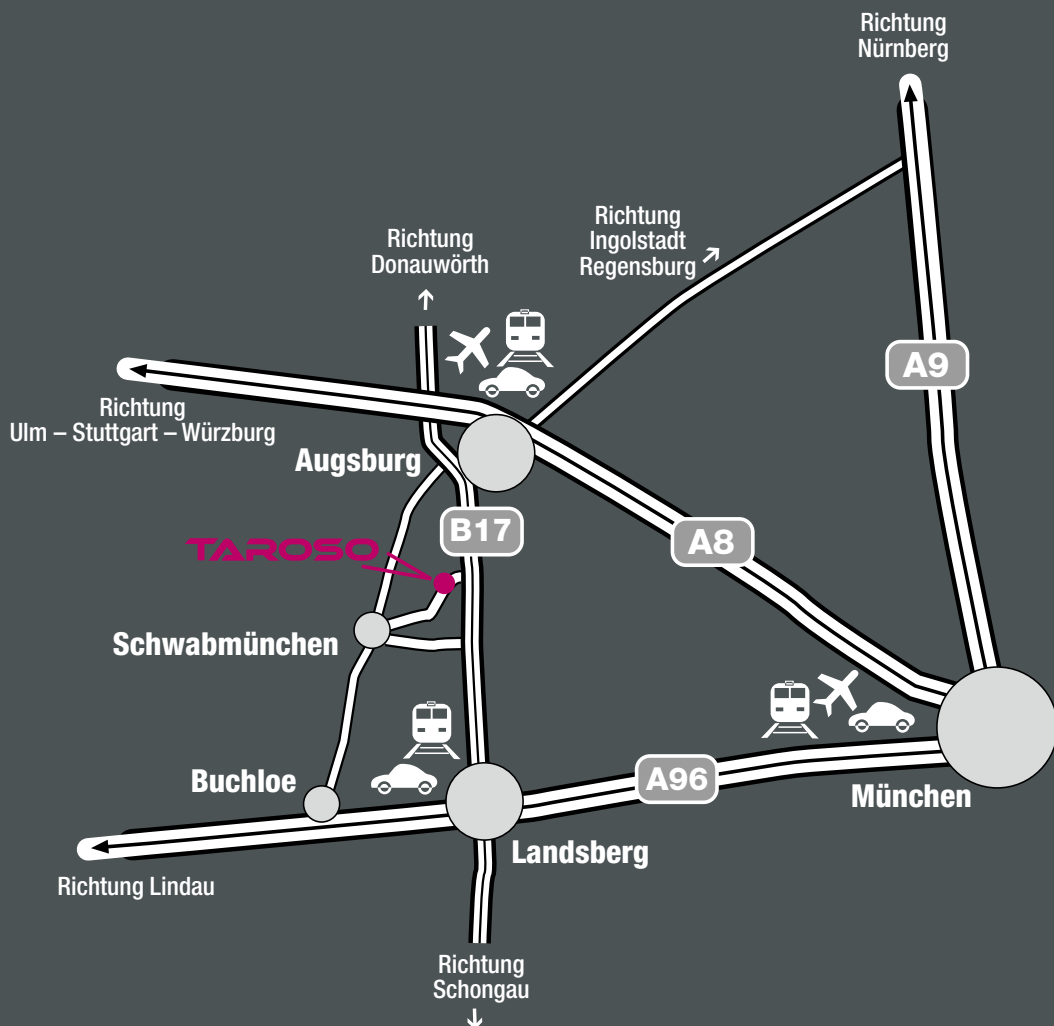 Richtung
Nürnberg
Richtung
Ingolstadt
Regensburg
Richtung
Donauwörth
A9
Richtung
Ulm – Stuttgart – Würzburg
Augsburg
B17
A8
TAROSO
Schwabmünchen
Buchloe
A96
München
Landsberg
Richtung Lindau
Richtung
Schongau